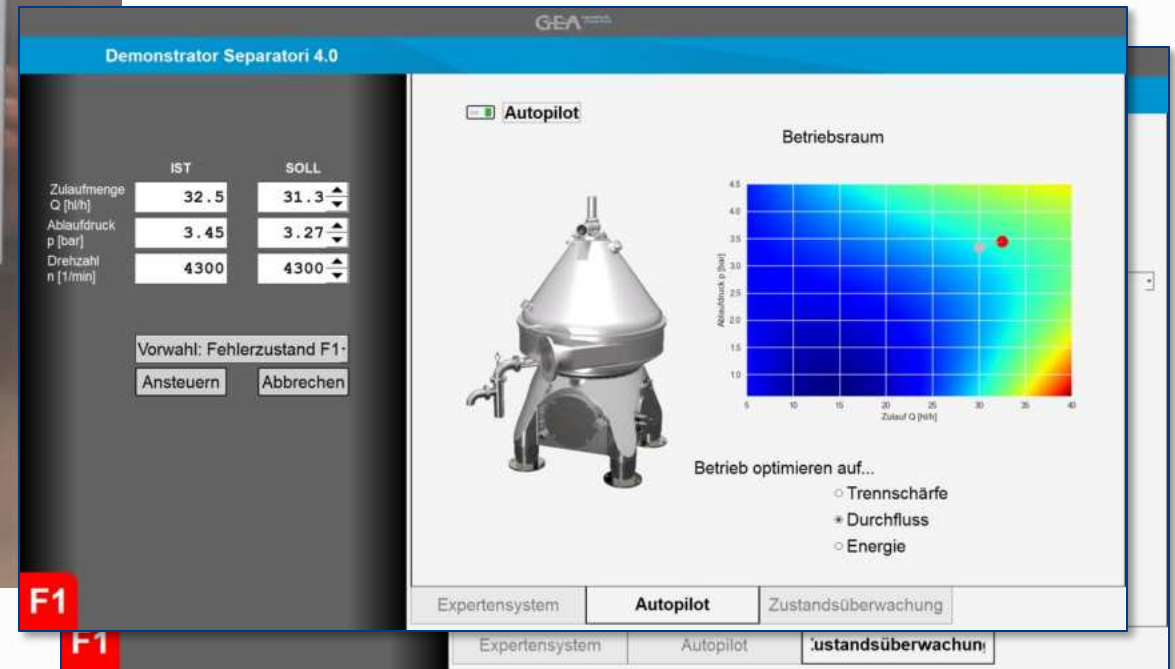 GEA
Demonstrator Separatori 4.0
IST SOLL
Zulaufmenge
Q [hl/h] 32.5 31.3
Ablaufdruck
p [bar] 3.45 3.27
Drehzahl
n [1/min] 4300 4300
Vorwahl: Fehlerzustand F1
Ansteuern Abbrechen
F1
Autopilot
Betriebsraum
4.5
4.0
3.5
3.0
2.5
2.0
1.5
1.0
Ablaufdruck p [bar]
5 10 15 20 25 30 35 40
Zulauf Q [hl/h]
Betrieb optimieren auf...
Trennschärfe
Durchfluss
Energie
Expertensystem Autopilot Zustandsüberwachung
F1
Expertensystem Autopilot